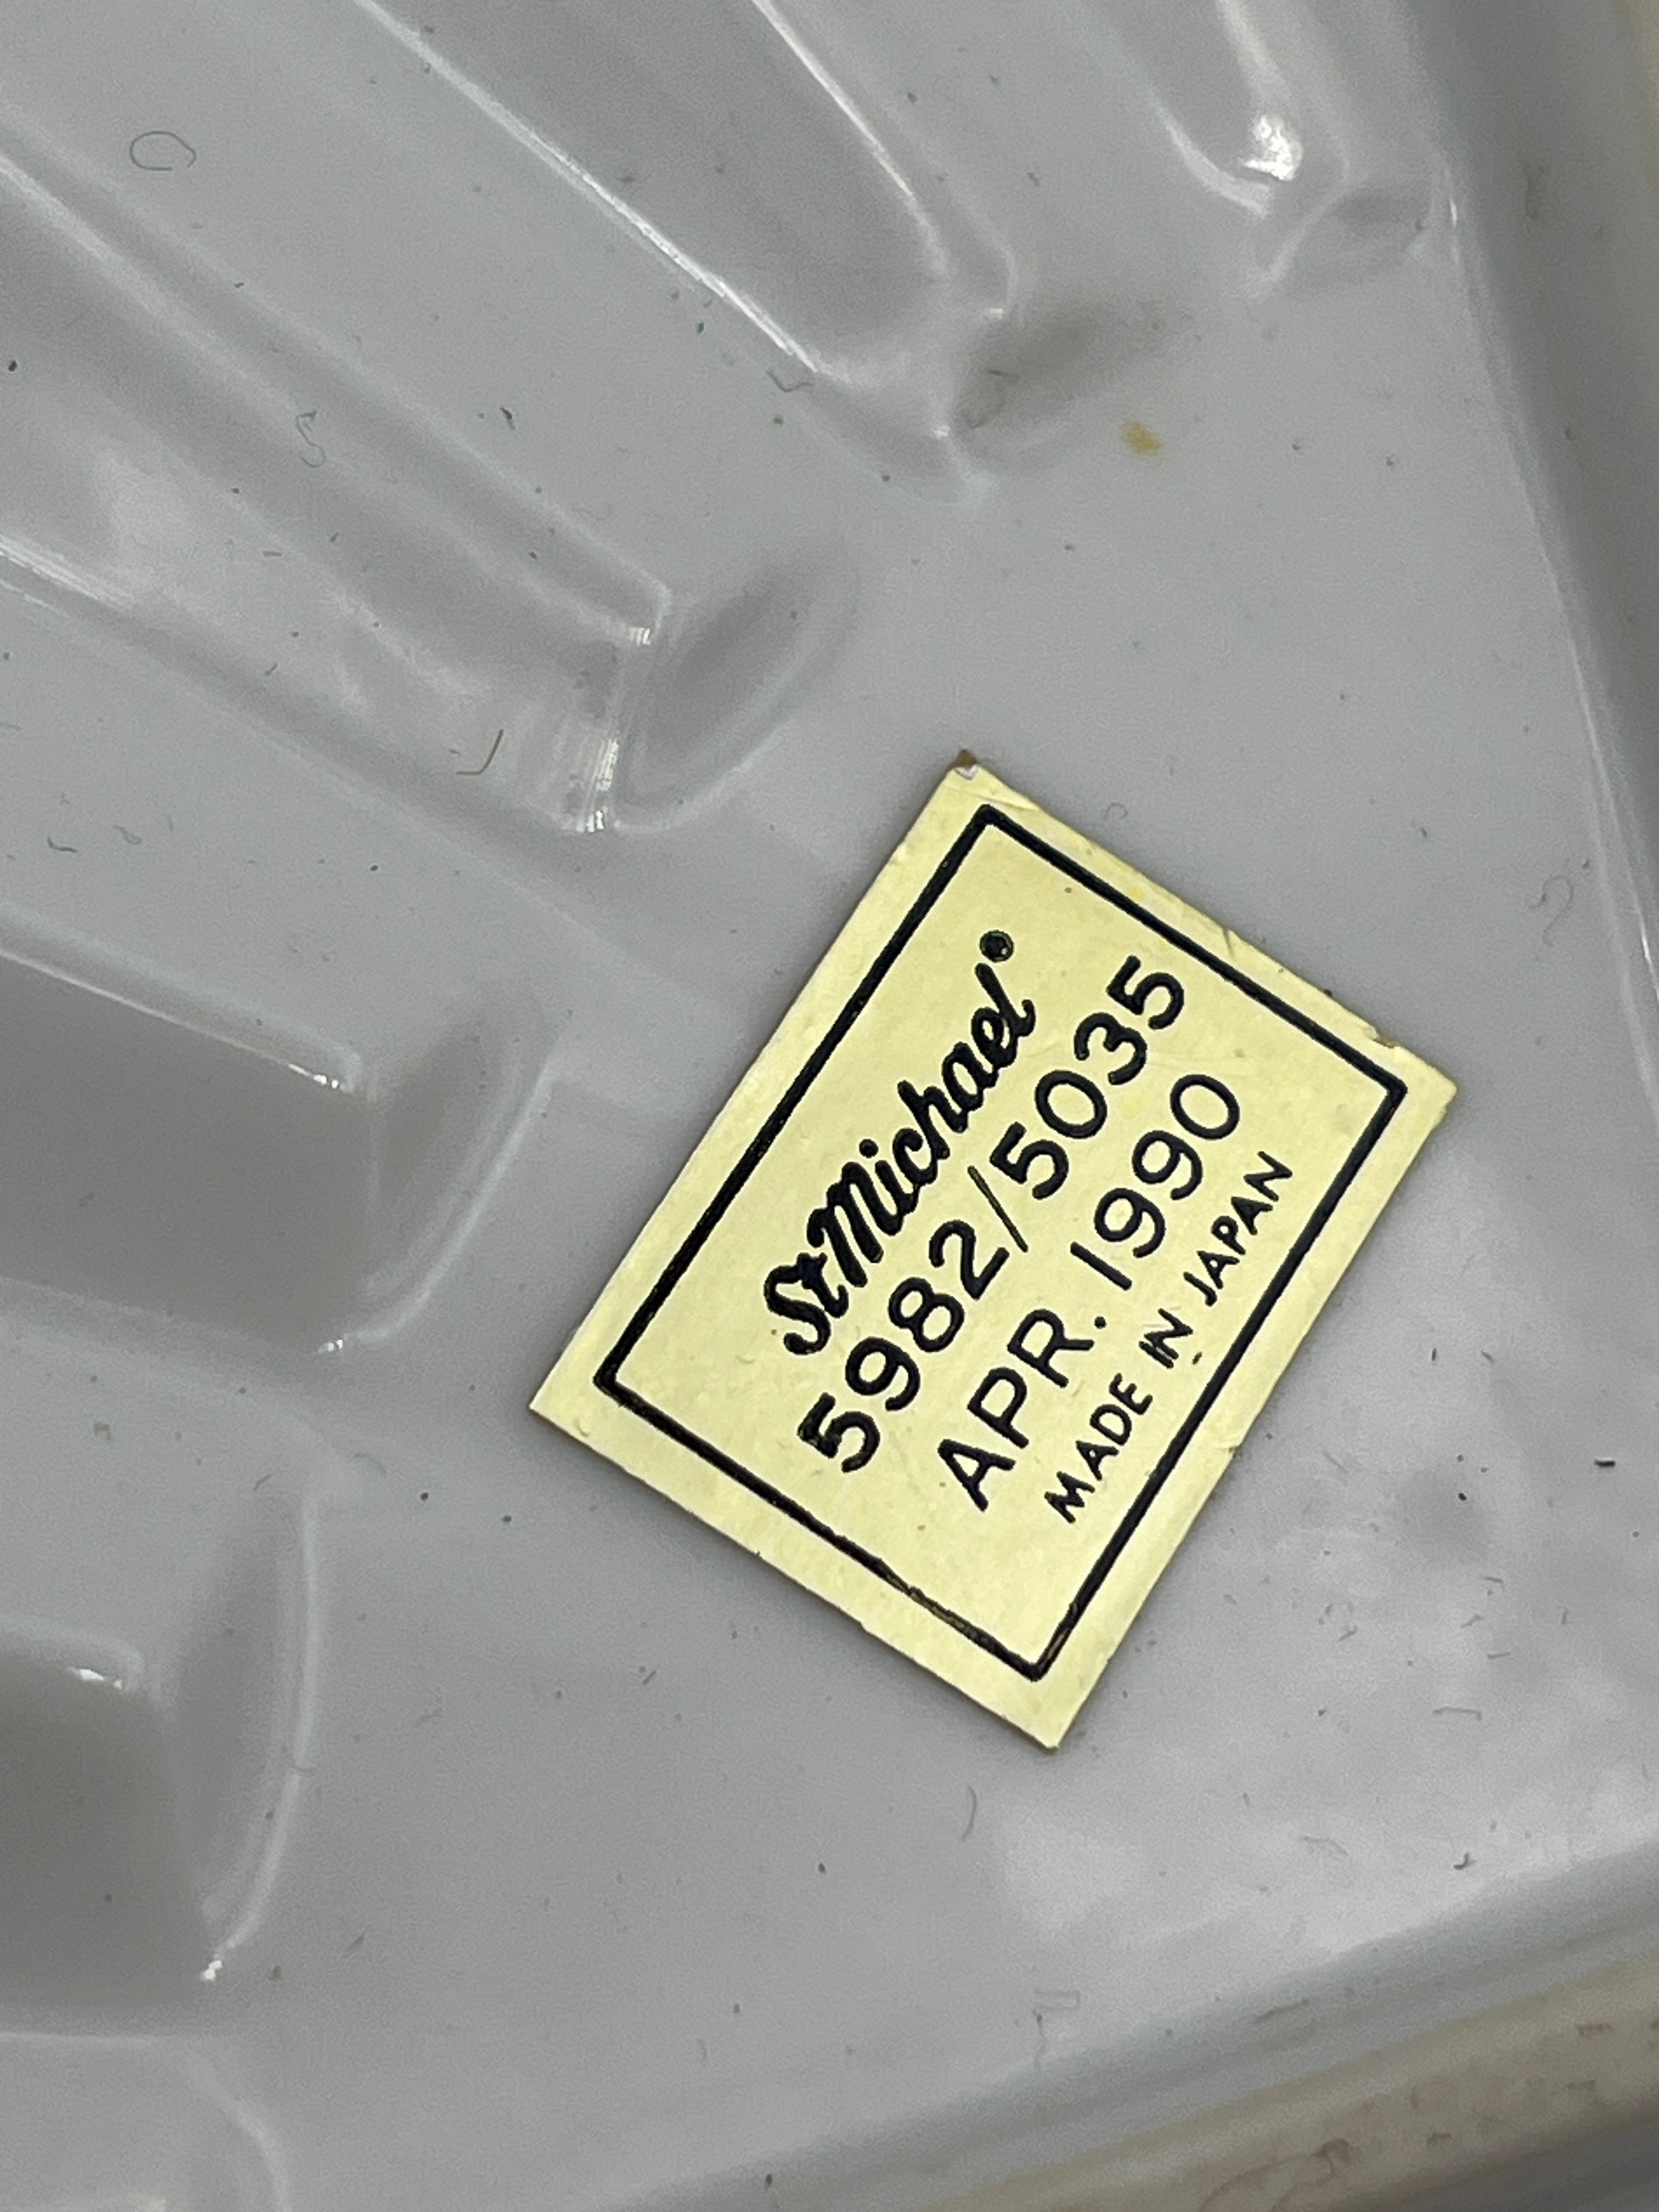 St Michael®
5982/5035
APR. 1990
MADE IN JAPAN